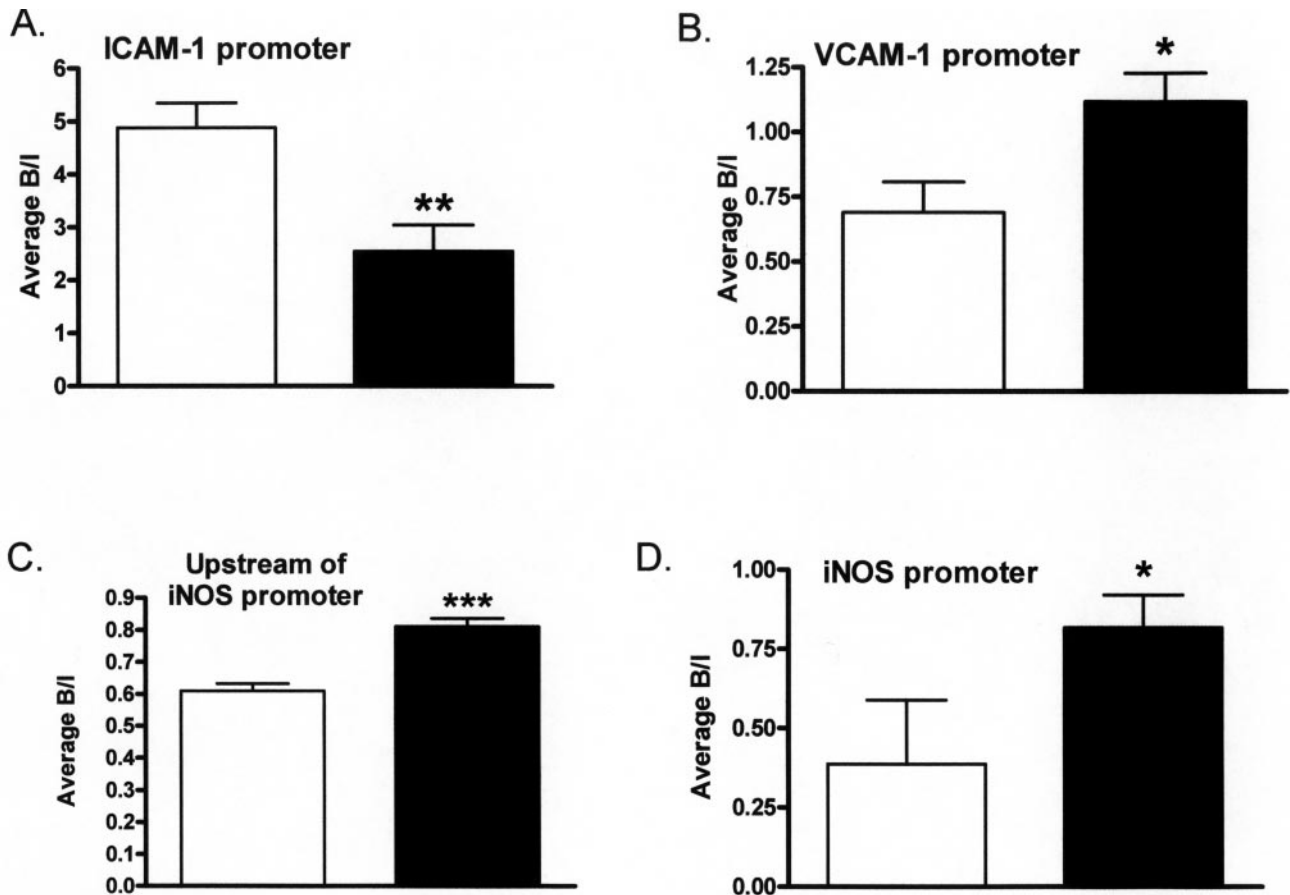 A.
ICAM-1 promoter
Average B/I
6
5
4
3
2
1
0
**
B.
VCAM-1 promoter
Average B/I
1.25
1.00
0.75
0.50
0.25
0.00
*
C.
Upstream of
iNOS promoter
Average B/I
0.9
0.8
0.7
0.6
0.5
0.4
0.3
0.2
0.1
0.0
***
D.
iNOS promoter
Average B/I
1.00
0.75
0.50
0.25
0.00
*